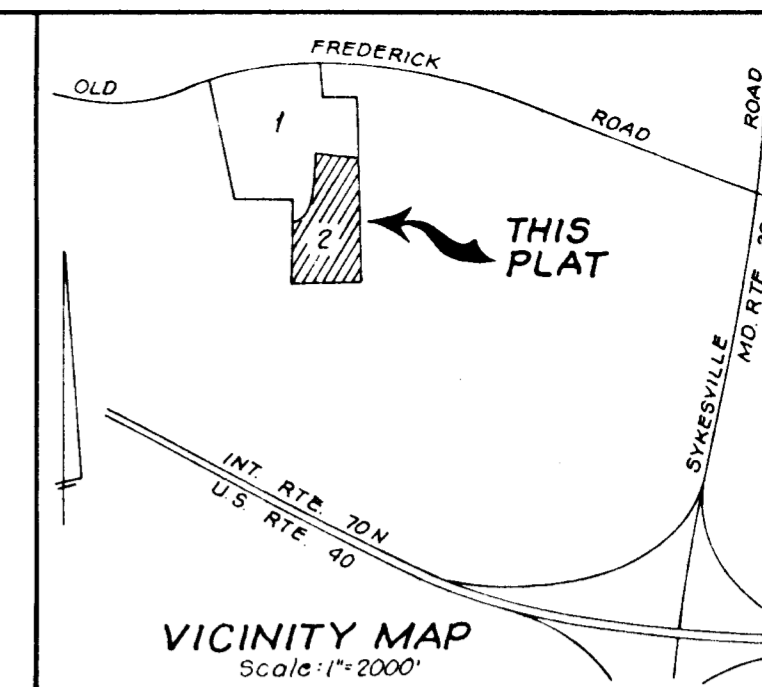 OLD FREDERICK ROAD
1
2
THIS
PLAT
SYKESVILLE ROAD
MD. RTE.
INT. RTE. 70N
U.S. RTE. 40
VICINITY MAP
Scale: 1"=2000'